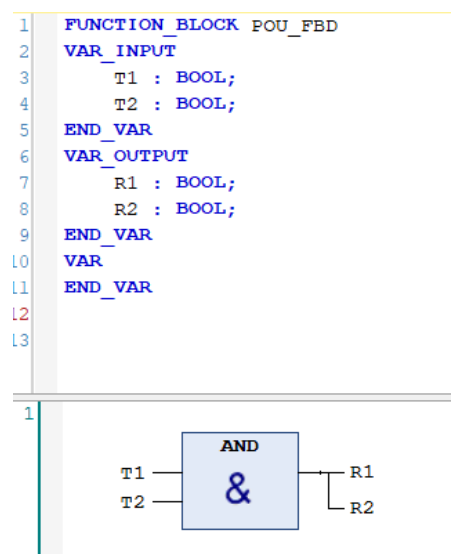 1 FUNCTION_BLOCK POU_FBD
2 VAR_INPUT
3 T1 : BOOL;
4 T2 : BOOL;
5 END_VAR
6 VAR_OUTPUT
7 R1 : BOOL;
8 R2 : BOOL;
9 END_VAR
10 VAR
11 END_VAR
12
13
1
AND
T1 & R1
T2 R2